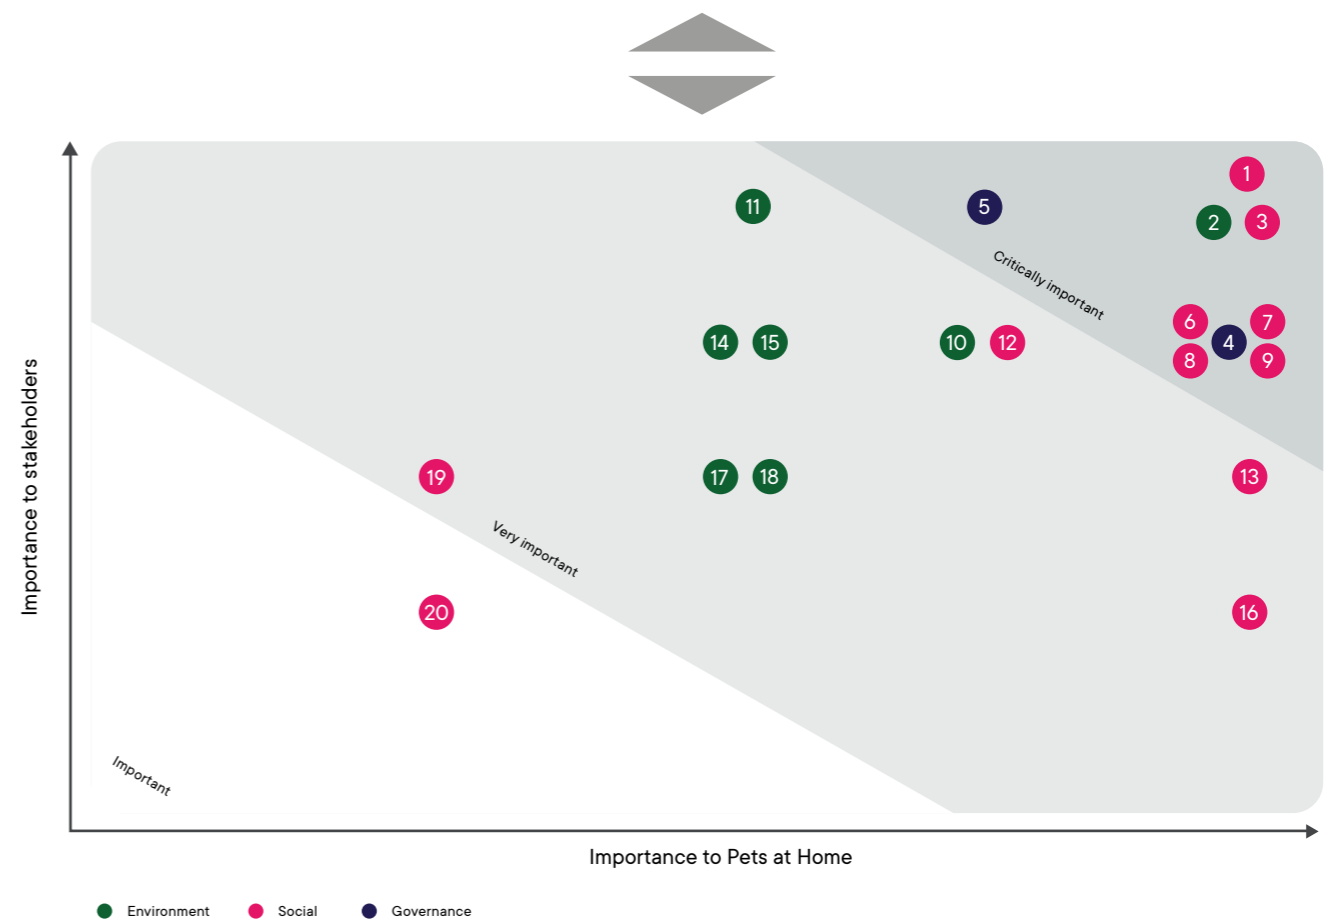 1
11
5
2
3
Critically important
6
7
14
15
10
12
4
8
9
Importance to stakeholders
19
17
18
13
Very important
20
16
Important
Importance to Pets at Home
Environment
Social
Governance